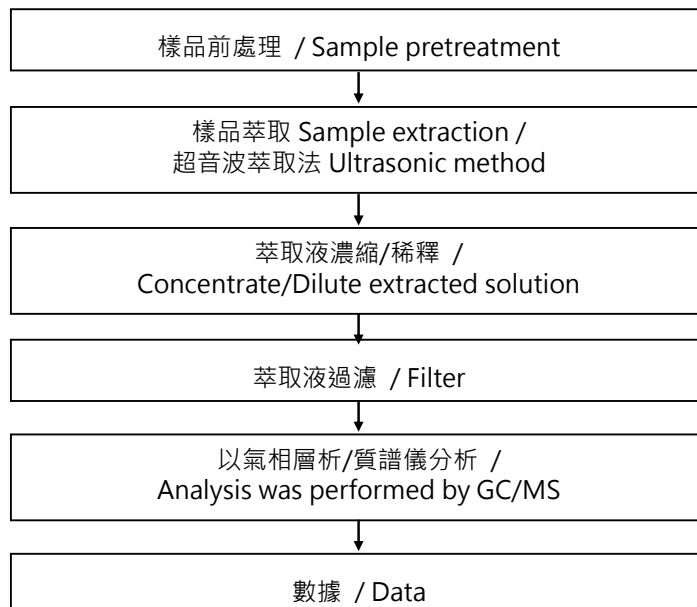 樣品前處理 / Sample pretreatment
樣品萃取 Sample extraction /
超音波萃取法 Ultrasonic method
萃取液濃縮/稀釋 /
Concentrate/Dilute extracted solution
萃取液過濾 / Filter
以氣相層析/質譜儀分析 /
Analysis was performed by GC/MS
數據 / Data